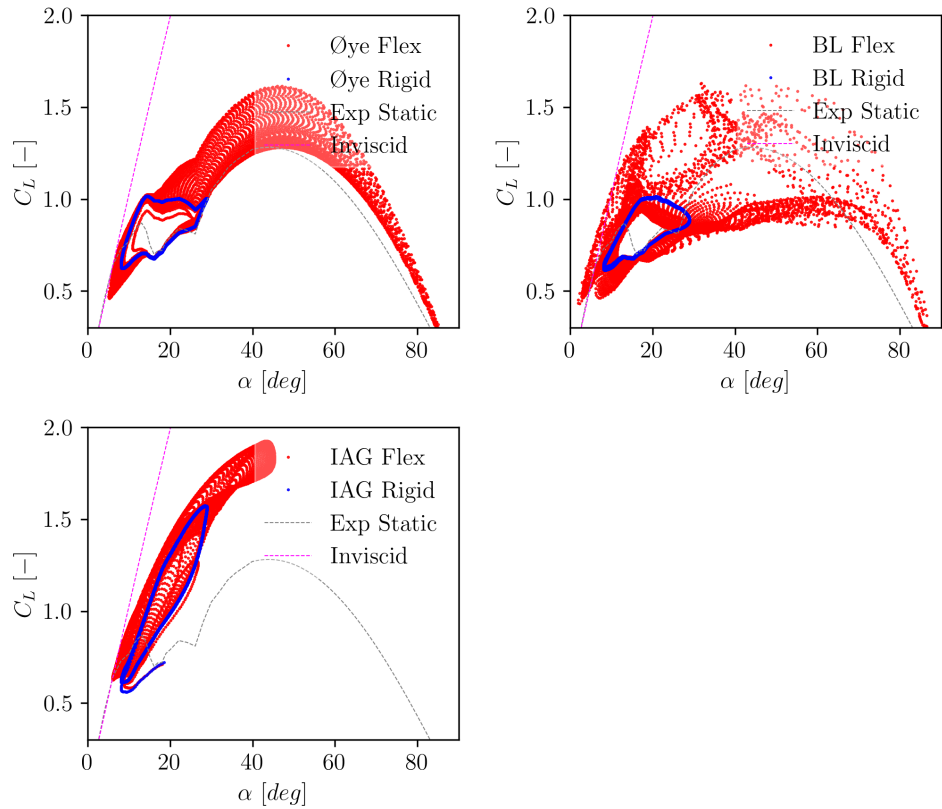 2.0
1.5
1.0
0.5
C_L [−]
0 20 40 60 80
α [deg]
Øye Flex
Øye Rigid
Exp Static
Inviscid
2.0
1.5
1.0
0.5
C_L [−]
0 20 40 60 80
α [deg]
BL Flex
BL Rigid
Exp Static
Inviscid
2.0
1.5
1.0
0.5
C_L [−]
0 20 40 60 80
α [deg]
IAG Flex
IAG Rigid
Exp Static
Inviscid